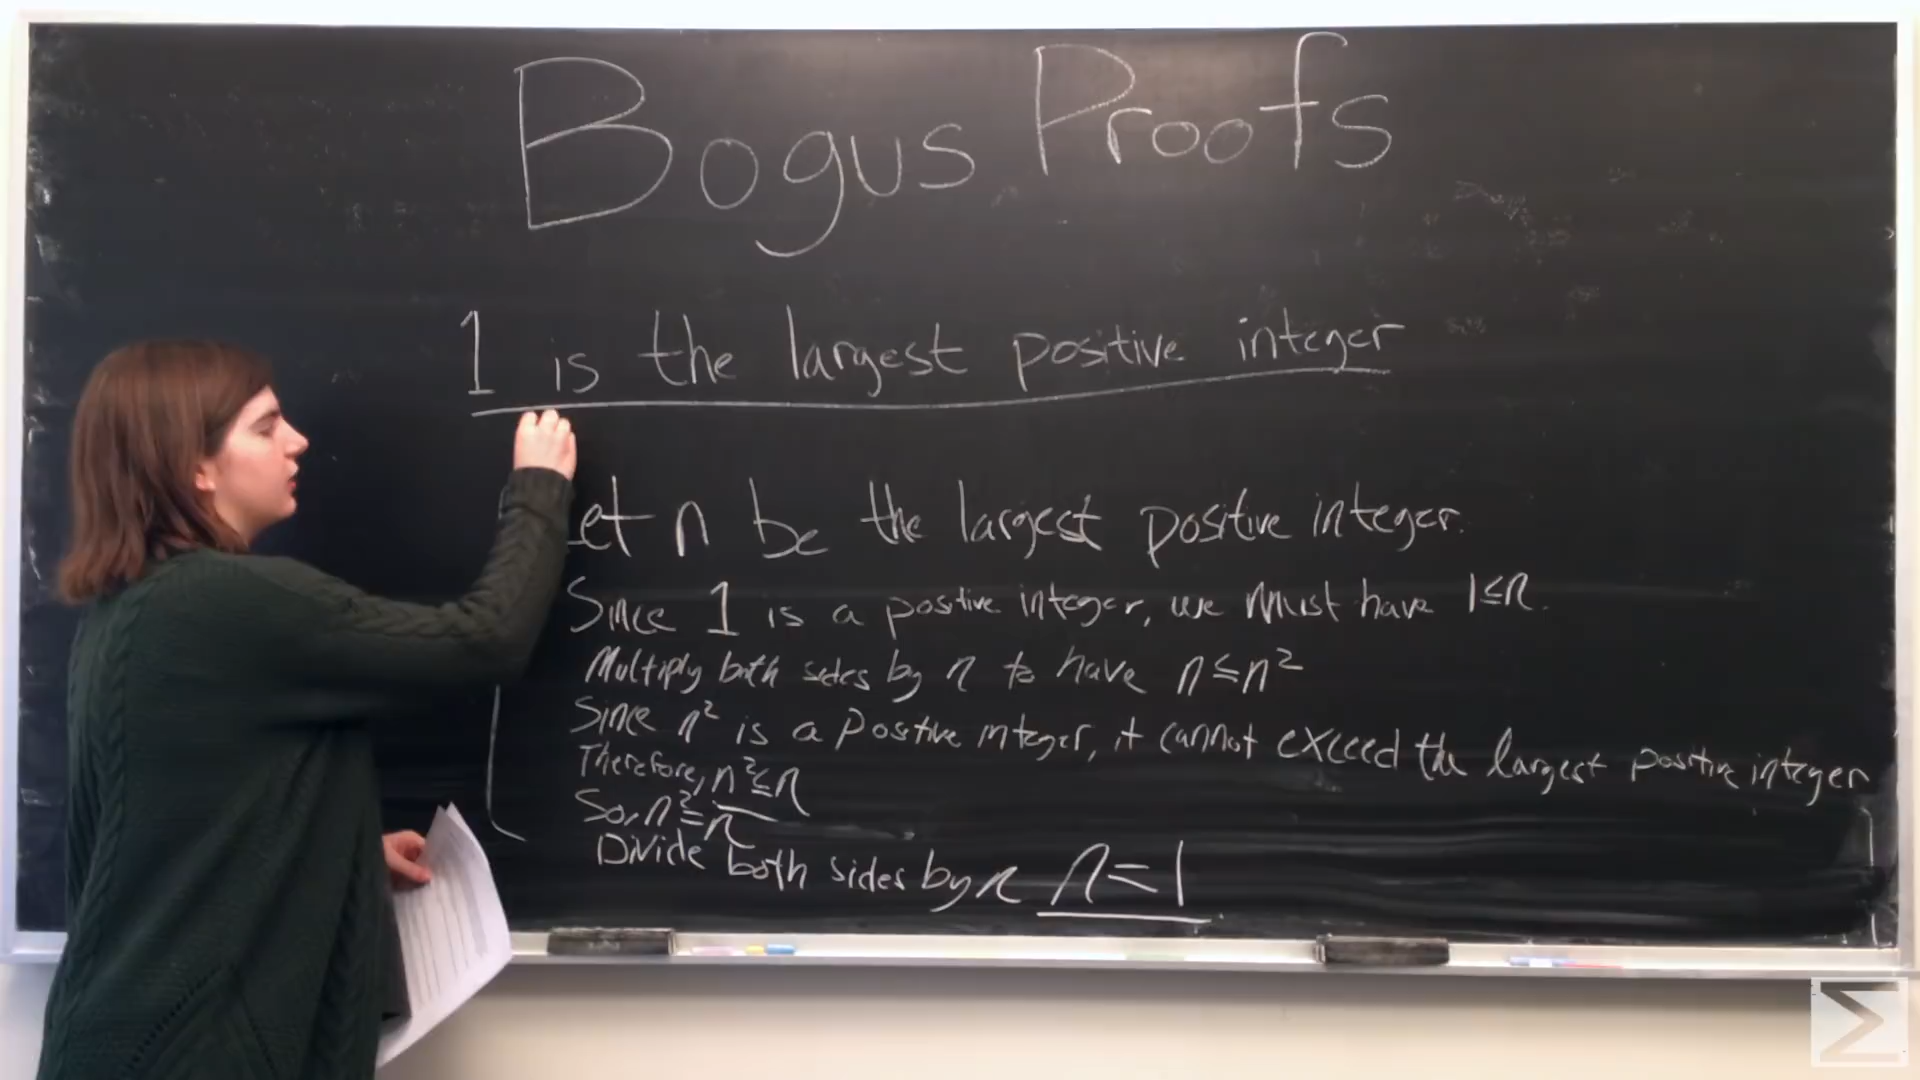 Bogus Proofs
1 is the largest positive integer
et n be the largest positive integer.
Since 1 is a positive integer, we must have 1≤n.
Multiply both sides by n to have n≤n²
Since n² is a positive integer, it cannot exceed the largest positive integer
Therefore, n²≤n
So, n²=n
Divide both sides by n n=1
Σ